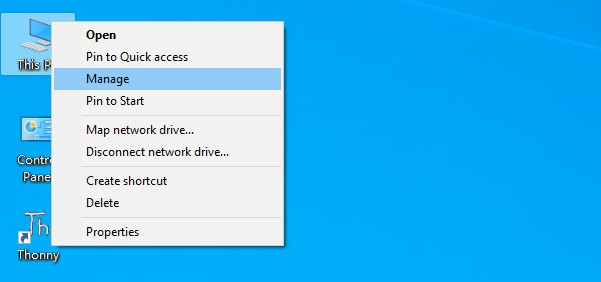 Open
Pin to Quick access
Manage
Pin to Start
Map network drive...
Disconnect network drive...
Create shortcut
Delete
Properties
This P
Contro
Pane
Th
Thonny